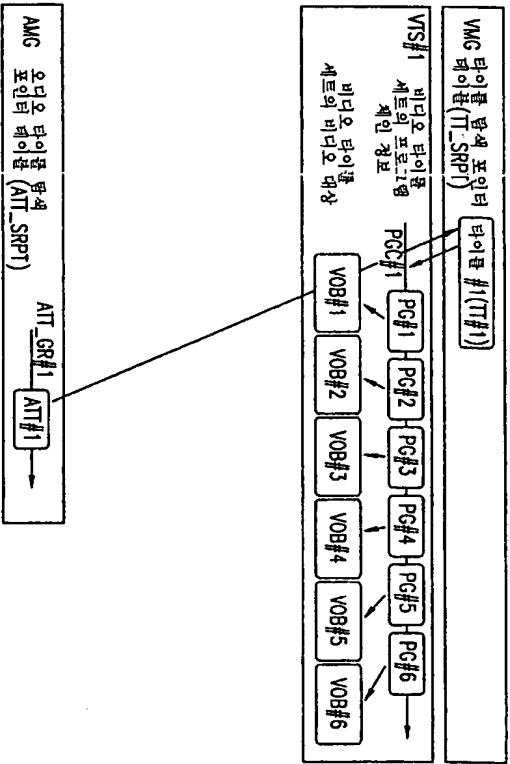 VMG 타이틀 탐색 포인터
테이블(TT_SRPT)
타이틀 #1(TT#1)
VTS#1
비디오 타이틀
세트의 프로그램
체인 정보
PGC#1
PG#1
PG#2
PG#3
PG#4
PG#5
PG#6
비디오 타이틀
세트의 비디오 대상
VOB#1
VOB#2
VOB#3
VOB#4
VOB#5
VOB#6
AMG
오디오 타이틀 탐색
포인터 테이블
(ATT_SRPT)
ATT_GR#1
ATT#1